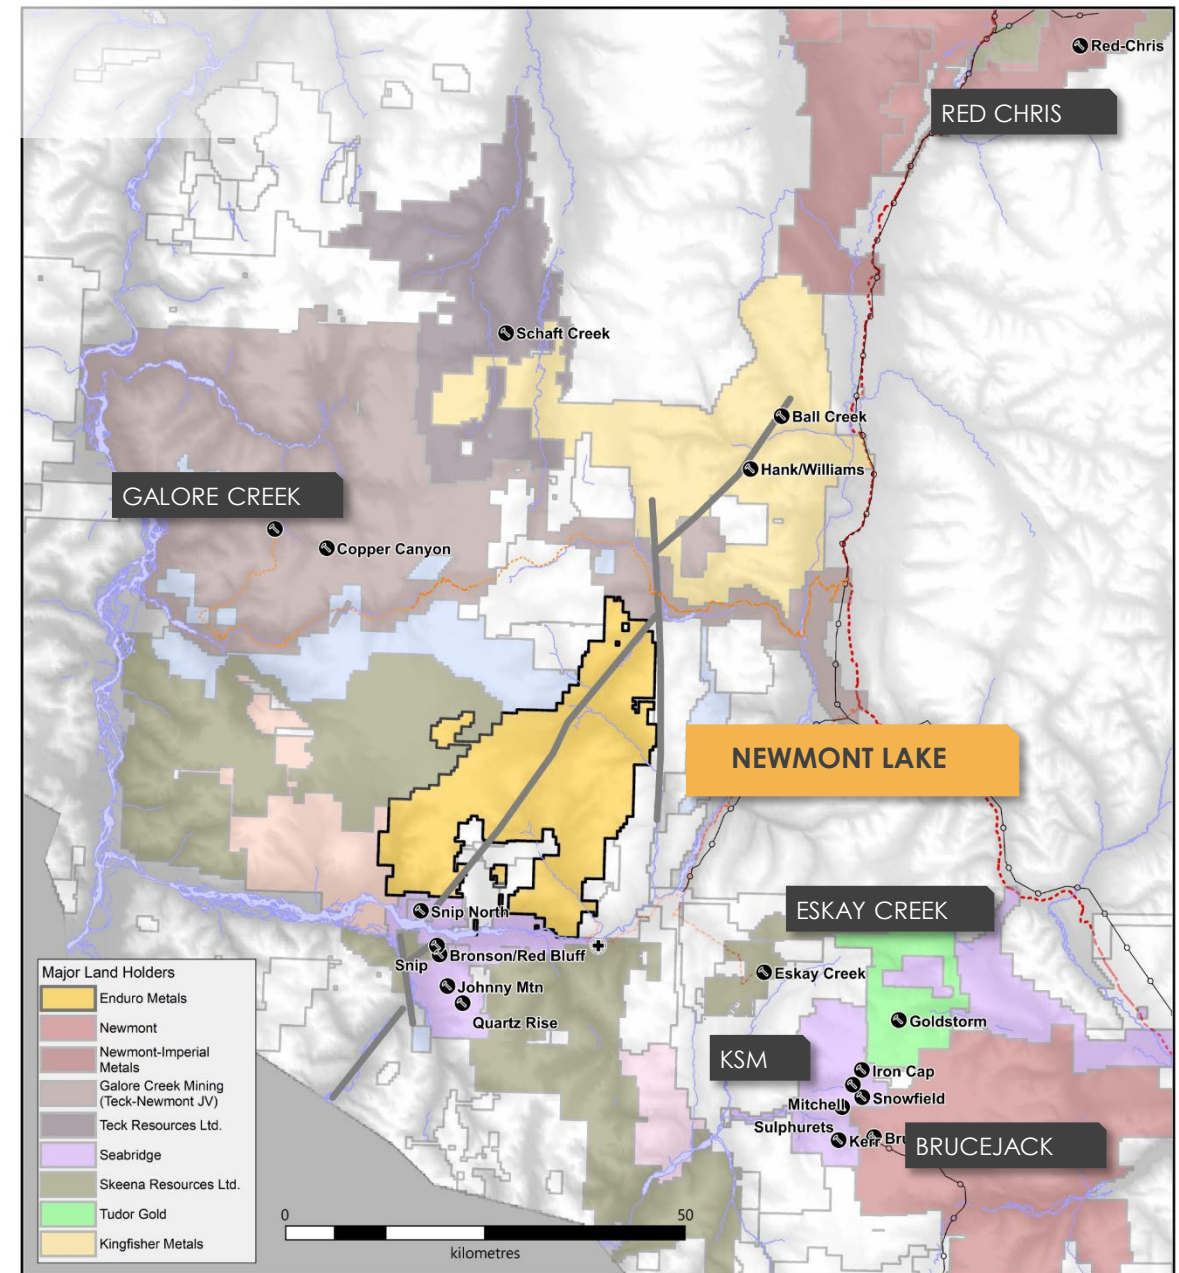 Red-Chris
RED CHRIS
Schaft Creek
Ball Creek
Hank/Williams
GALORE CREEK
Copper Canyon
NEWMONT LAKE
ESKAY CREEK
Snip North
Bronson/Red Bluff
Snip
Eskay Creek
Johnny Mtn
Quartz Rise
Goldstorm
KSM
Iron Cap
Snowfield
Mitchell
Sulphurets
Kerr
BRUCEJACK
Major Land Holders
Enduro Metals
Newmont
Newmont-Imperial
Metals
Galore Creek Mining
(Teck-Newmont JV)
Teck Resources Ltd.
Seabridge
Skeena Resources Ltd.
Tudor Gold
Kingfisher Metals
0 50
kilometres